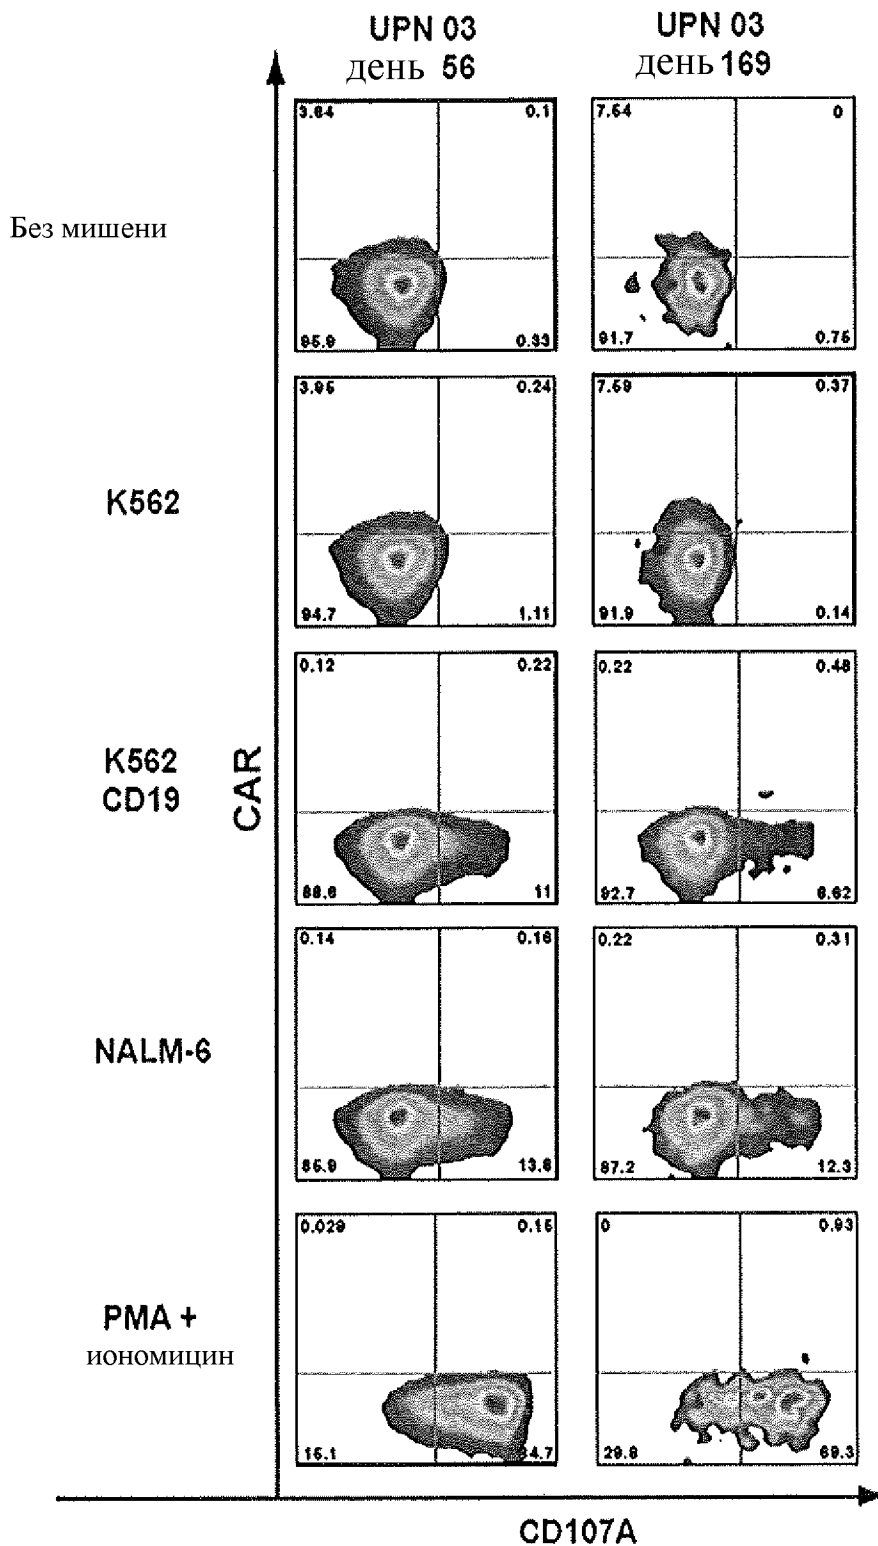 UPN 03
день 56
UPN 03
день 169
Без мишени
3.64 0.1
95.9 0.33
7.54 0
91.7 0.75
K562
3.95 0.24
94.7 1.11
7.59 0.37
91.9 0.14
K562
CD19
0.12 0.22
88.6 11
0.22 0.48
92.7 6.62
CAR
NALM-6
0.14 0.16
85.9 13.8
0.22 0.31
87.2 12.3
PMA +
иономицин
0.029 0.15
15.1
0 0.93
29.8 69.3
CD107A